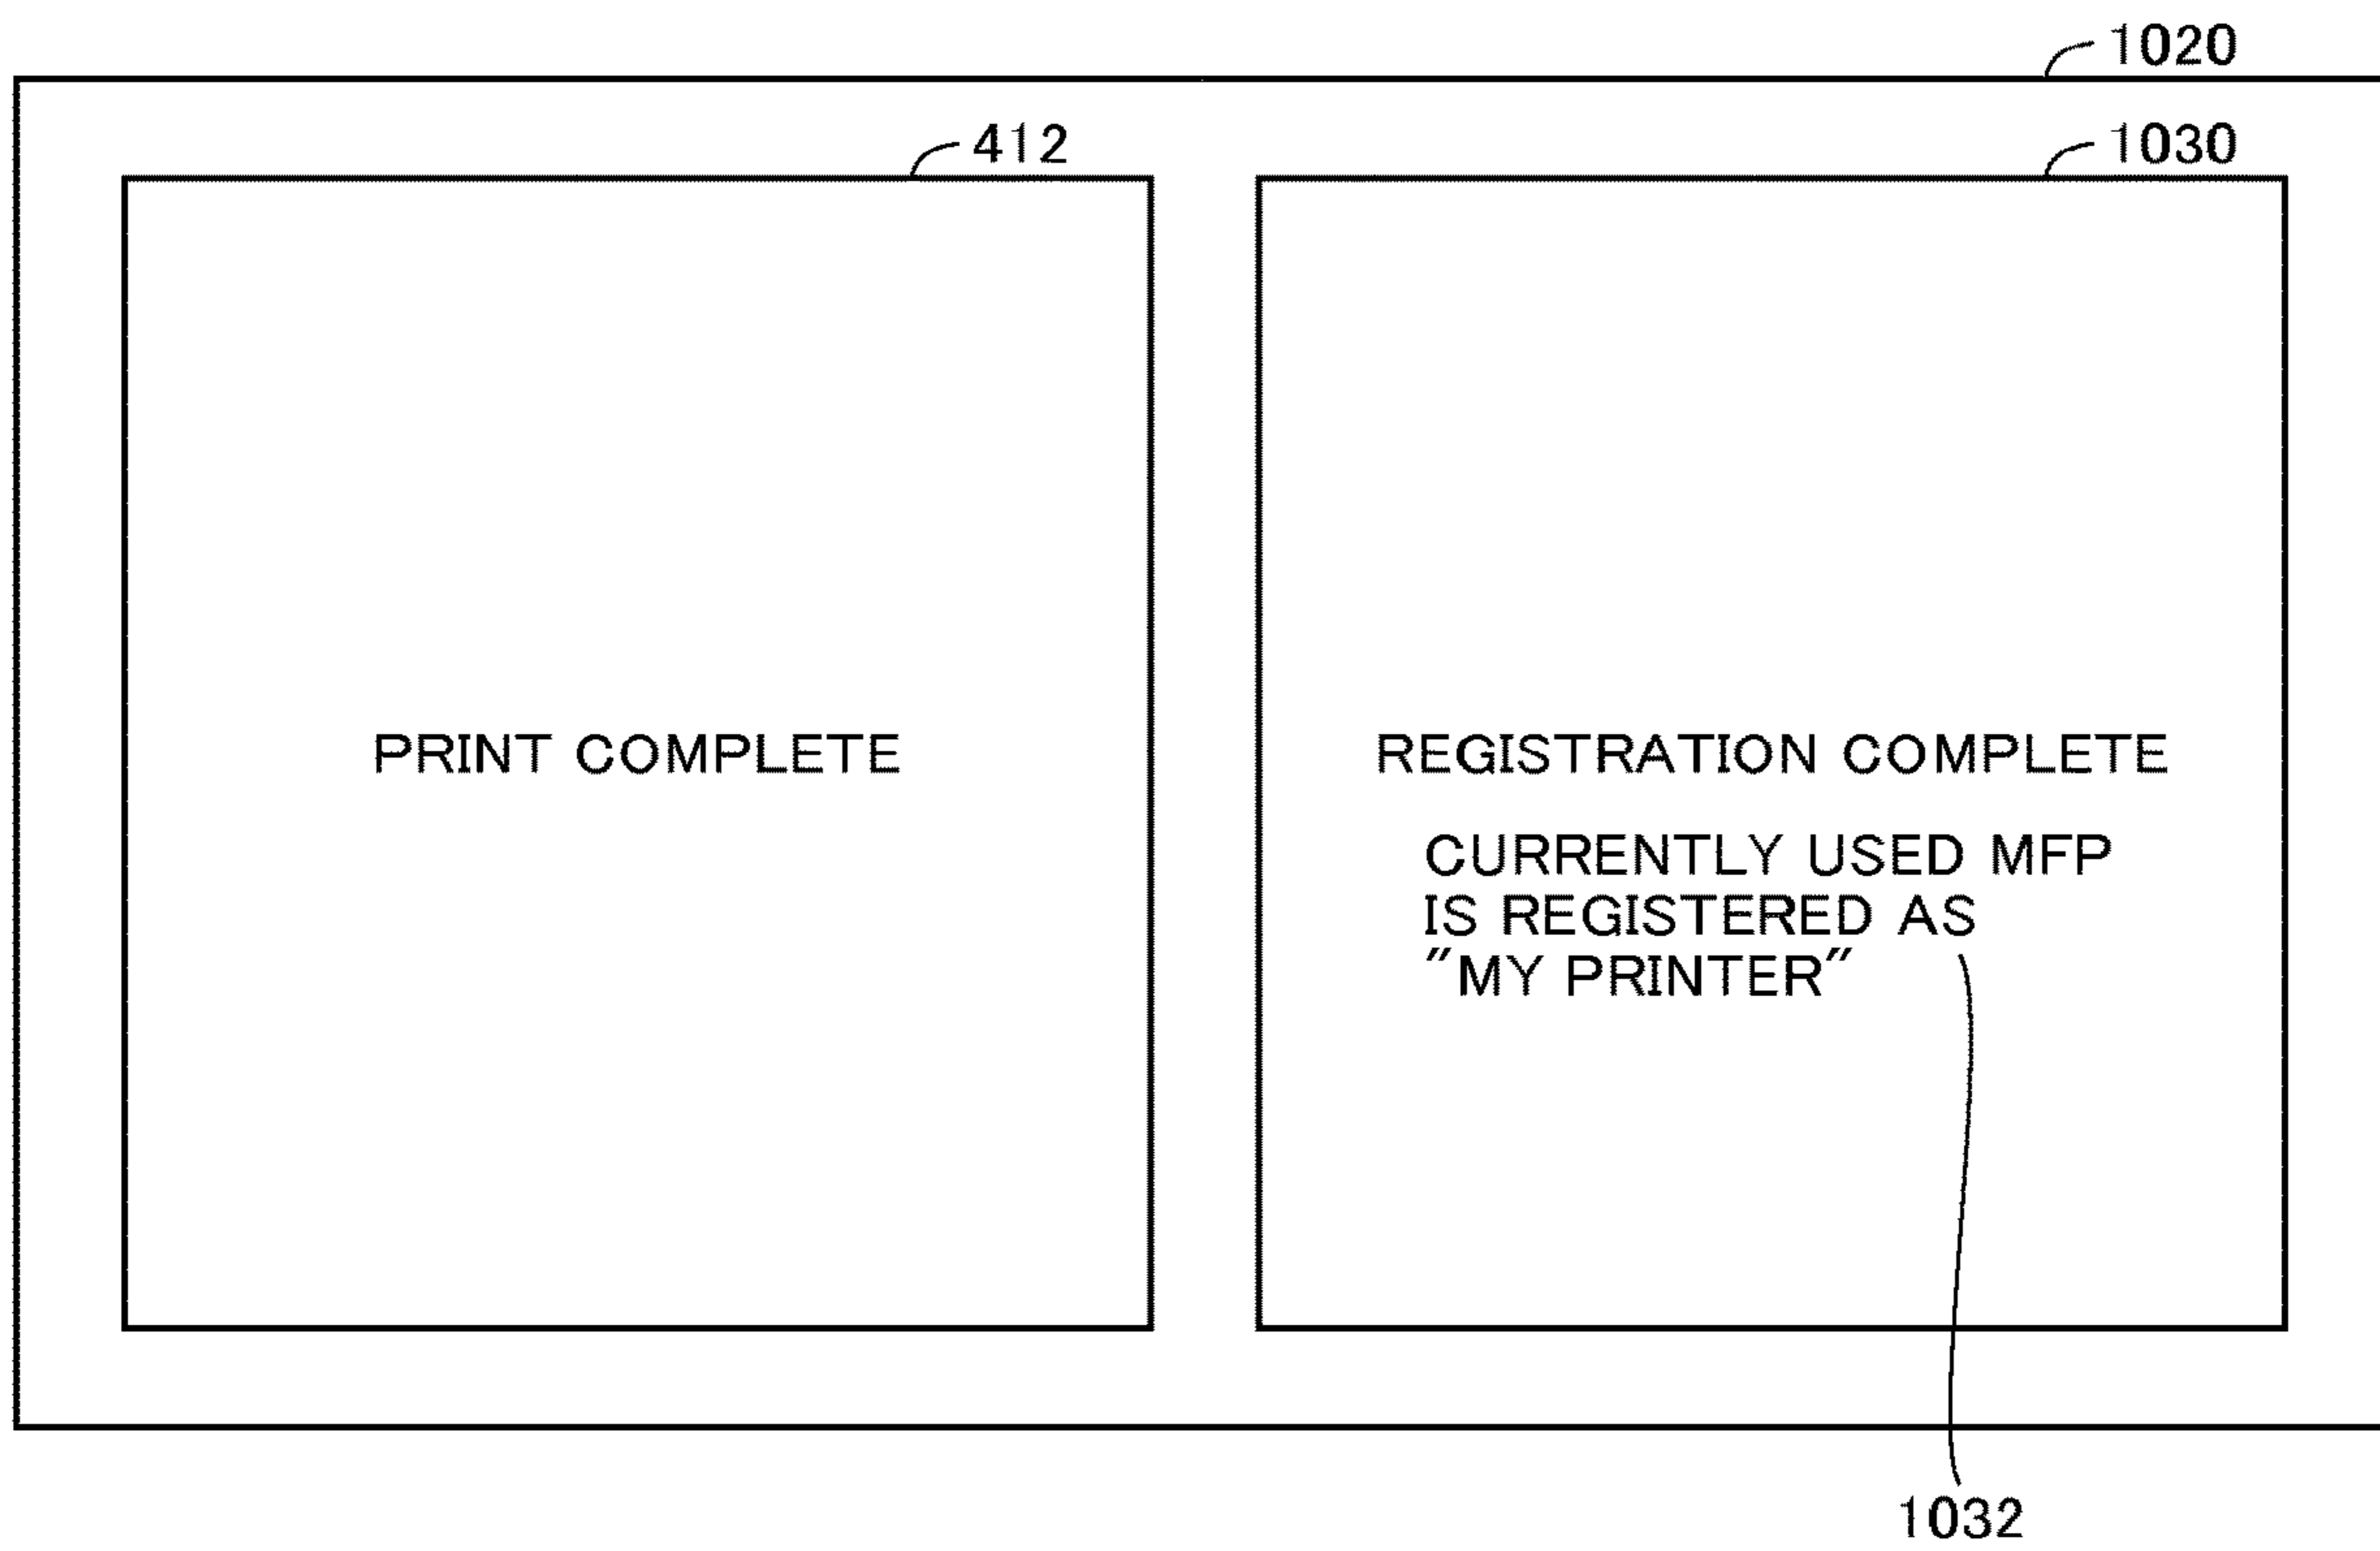 1020
412
1030
PRINT COMPLETE
REGISTRATION COMPLETE
CURRENTLY USED MFP
IS REGISTERED AS
"MY PRINTER"
1032